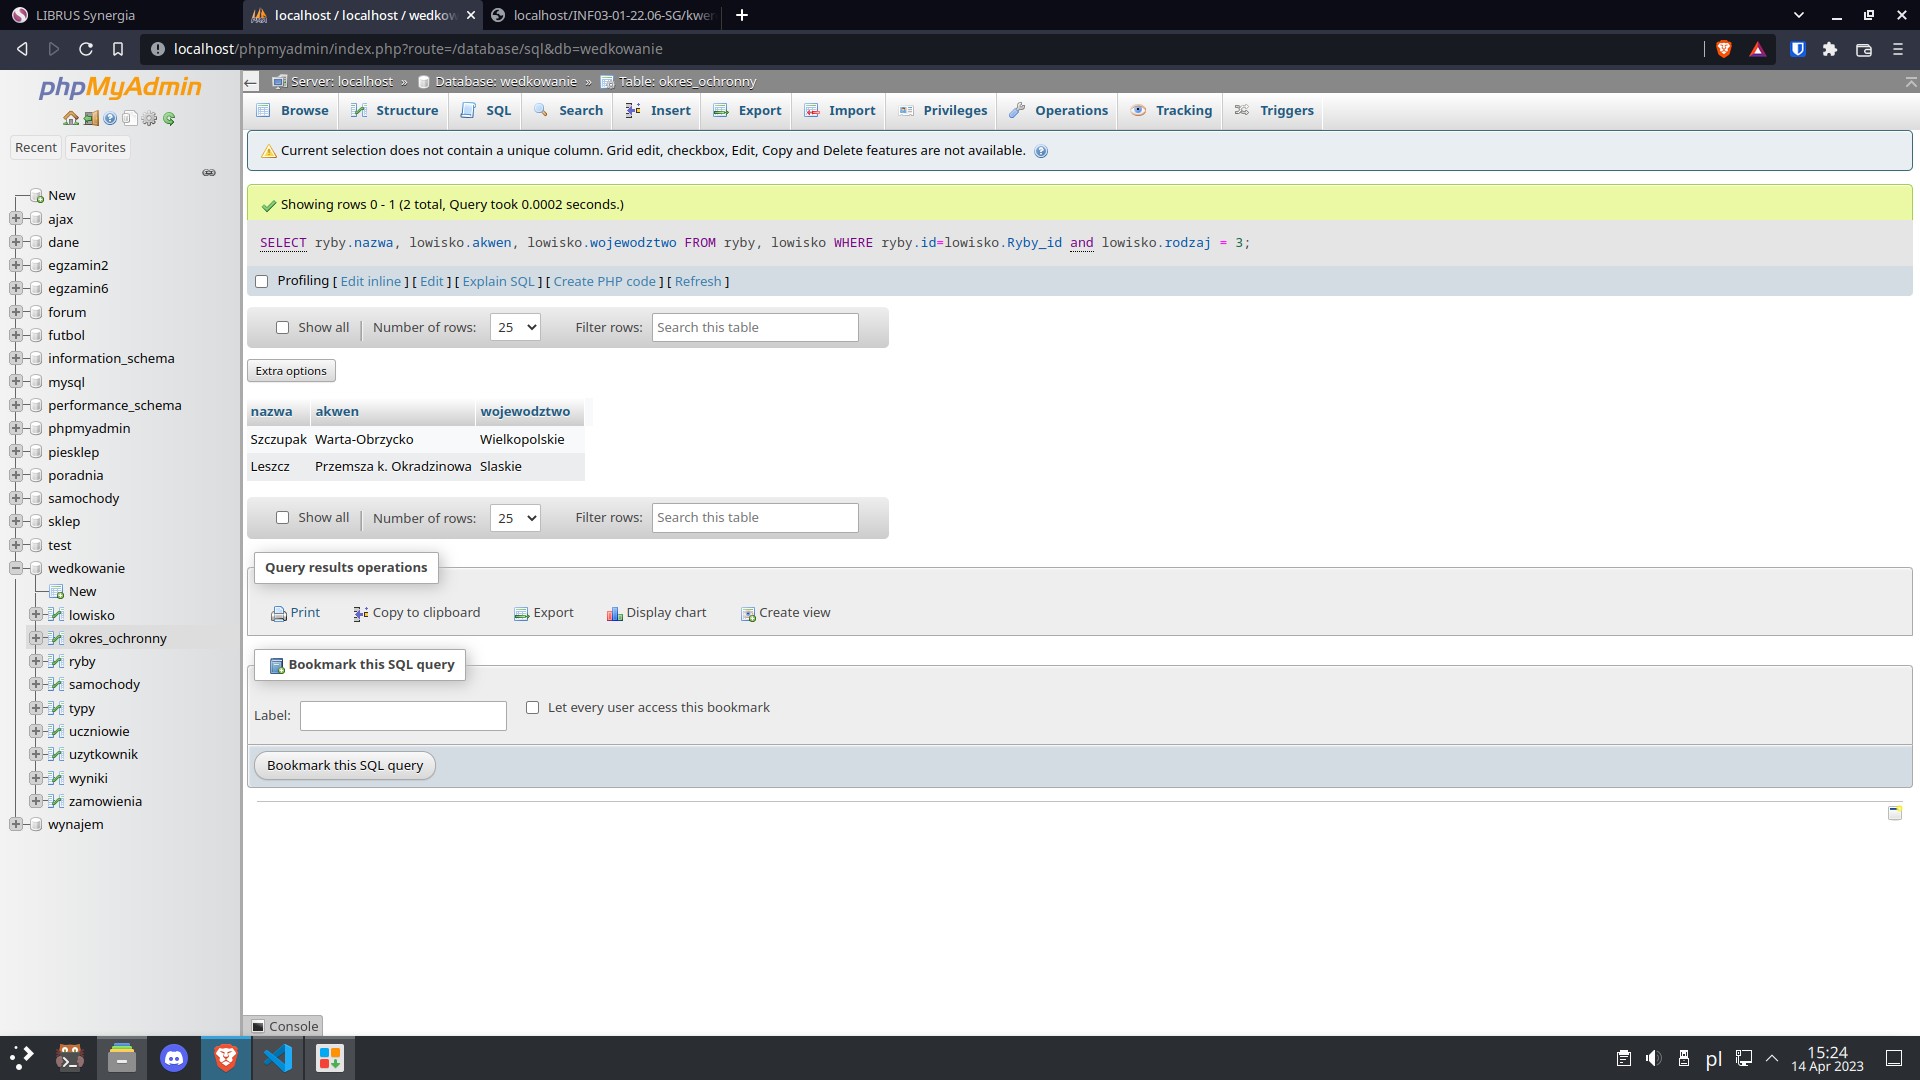 LIBRUS Synergia
localhost / localhost / wedkow
localhost/INF03-01-22.06-SG/kwer
localhost/phpmyadmin/index.php?route=/database/sql&db=wedkowanie
phpMyAdmin
Recent Favorites
New
ajax
dane
egzamin2
egzamin6
forum
futbol
information_schema
mysql
performance_schema
phpmyadmin
piesklep
poradnia
samochody
sklep
test
wedkowanie
New
lowisko
okres_ochronny
ryby
samochody
typy
uczniowie
uzytkownik
wyniki
zamowienia
wynajem
Server: localhost » Database: wedkowanie » Table: okres_ochronny
Browse Structure SQL Search Insert Export Import Privileges Operations Tracking Triggers
Current selection does not contain a unique column. Grid edit, checkbox, Edit, Copy and Delete features are not available.
Showing rows 0 - 1 (2 total, Query took 0.0002 seconds.)
SELECT ryby.nazwa, lowisko.akwen, lowisko.wojewodztwo FROM ryby, lowisko WHERE ryby.id=lowisko.Ryby_id and lowisko.rodzaj = 3;
Profiling [ Edit inline ] [ Edit ] [ Explain SQL ] [ Create PHP code ] [ Refresh ]
Show all | Number of rows: 25 Filter rows: Search this table
Extra options
nazwa akwen wojewodztwo
Szczupak Warta-Obrzycko Wielkopolskie
Leszcz Przemsza k. Okradzinowa Slaskie
Show all | Number of rows: 25 Filter rows: Search this table
Query results operations
Print Copy to clipboard Export Display chart Create view
Bookmark this SQL query
Label: Let every user access this bookmark
Bookmark this SQL query
Console
pl
15:24
14 Apr 2023